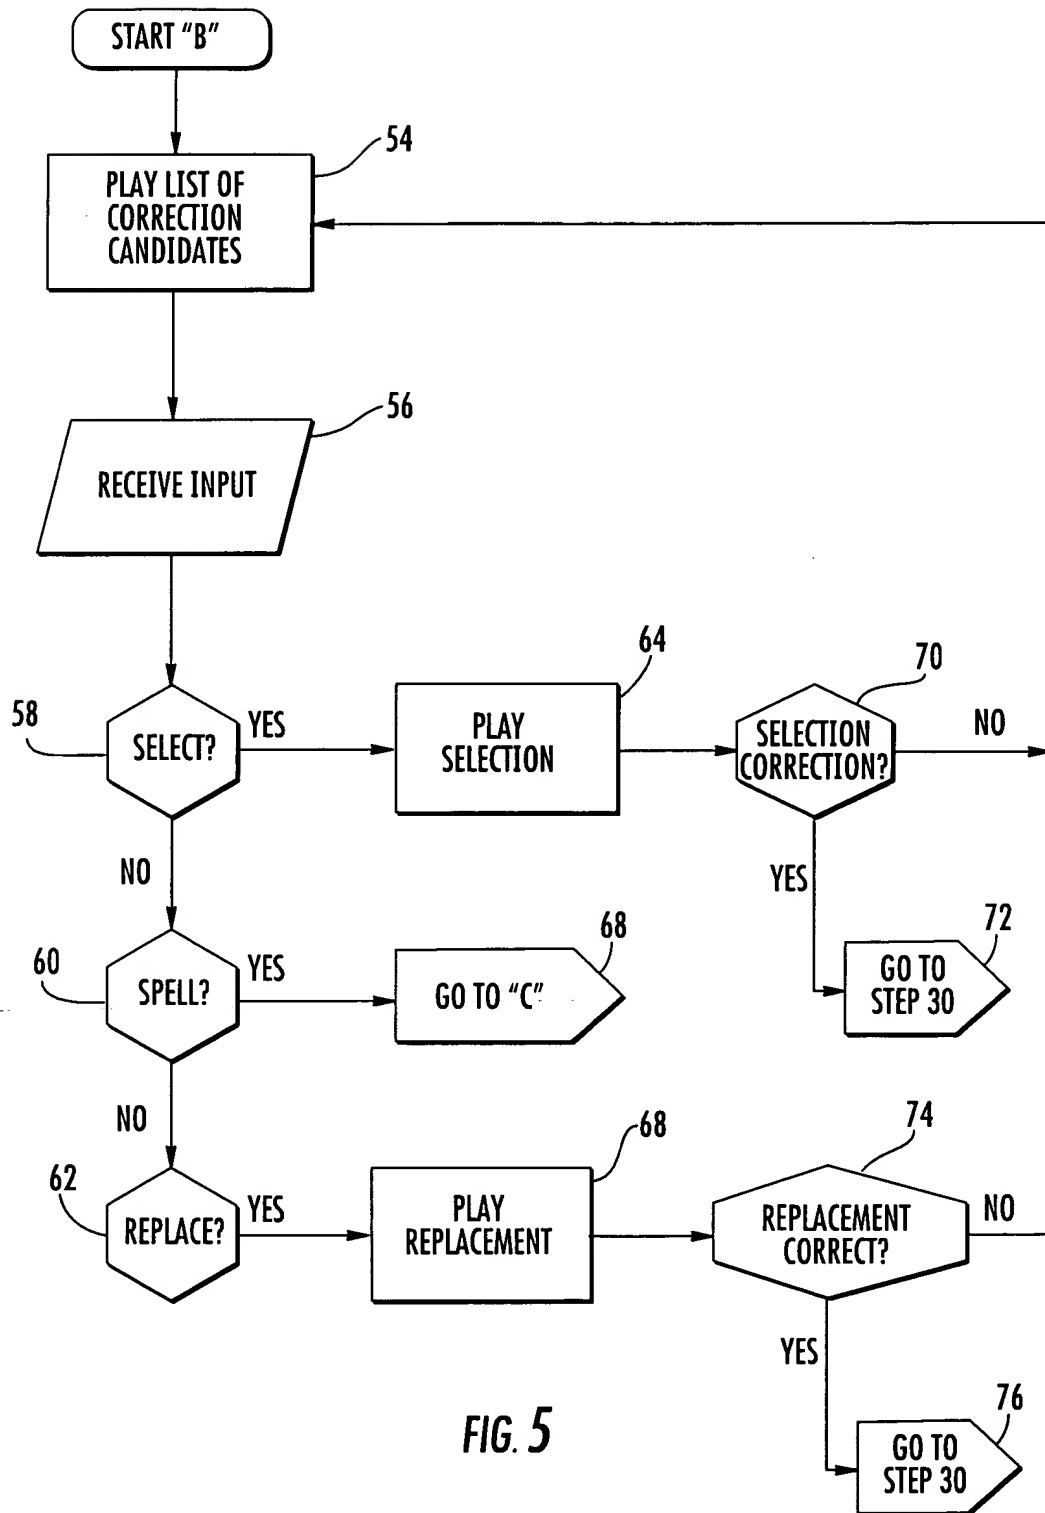 START “B”
54
PLAY LIST OF
CORRECTION
CANDIDATES
56
RECEIVE INPUT
58
SELECT?
YES
64
PLAY
SELECTION
70
SELECTION
CORRECTION?
NO
NO
YES
60
SPELL?
YES
68
GO TO “C”
72
GO TO
STEP 30
NO
62
REPLACE?
YES
68
PLAY
REPLACEMENT
74
REPLACEMENT
CORRECT?
NO
YES
76
GO TO
STEP 30
FIG. 5